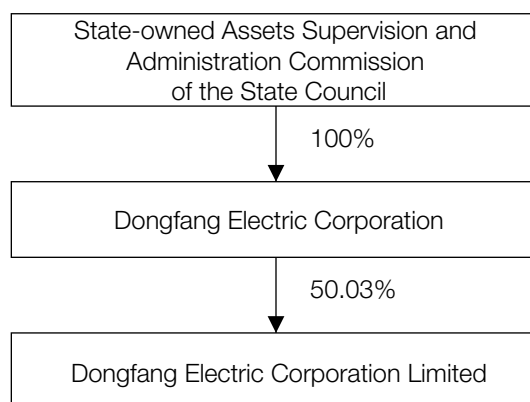 State-owned Assets Supervision and
Administration Commission
of the State Council
100%
Dongfang Electric Corporation
50.03%
Dongfang Electric Corporation Limited